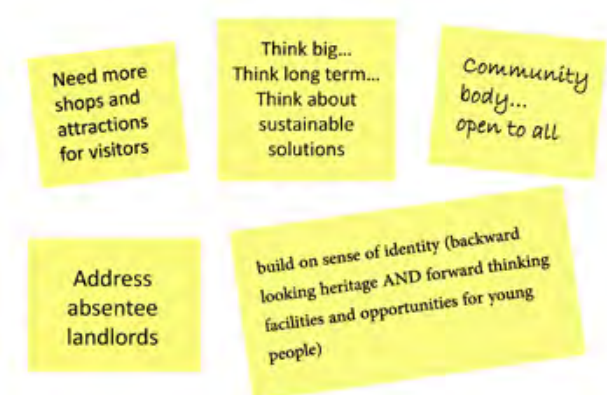 Need more
shops and
attractions
for visitors
Think big...
Think long term...
Think about
sustainable
solutions
Community
body...
open to all
Address
absentee
landlords
build on sense of identity (backward
looking heritage AND forward thinking
facilities and opportunities for young
people)